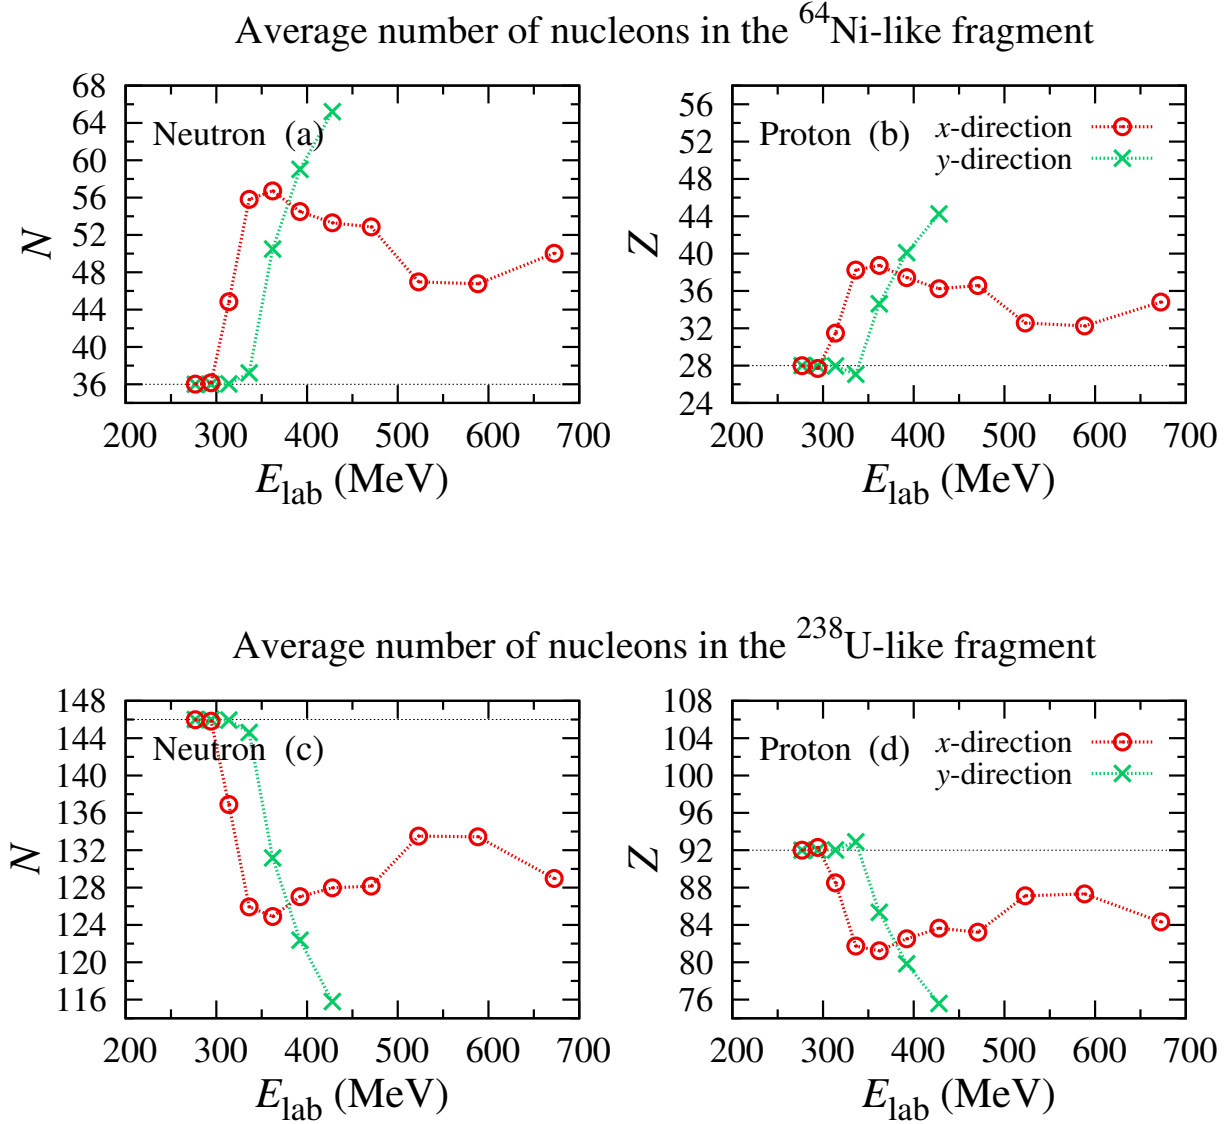 Average number of nucleons in the ⁶⁴Ni-like fragment
68
64
60
56
52
48
44
40
36
N
Neutron (a)
200 300 400 500 600 700
E_lab (MeV)
56
52
48
44
40
36
32
28
24
Z
Proton (b)
x-direction
y-direction
200 300 400 500 600 700
E_lab (MeV)
Average number of nucleons in the ²³⁸U-like fragment
148
144
140
136
132
128
124
120
116
N
Neutron (c)
200 300 400 500 600 700
E_lab (MeV)
108
104
100
96
92
88
84
80
76
Z
Proton (d)
x-direction
y-direction
200 300 400 500 600 700
E_lab (MeV)